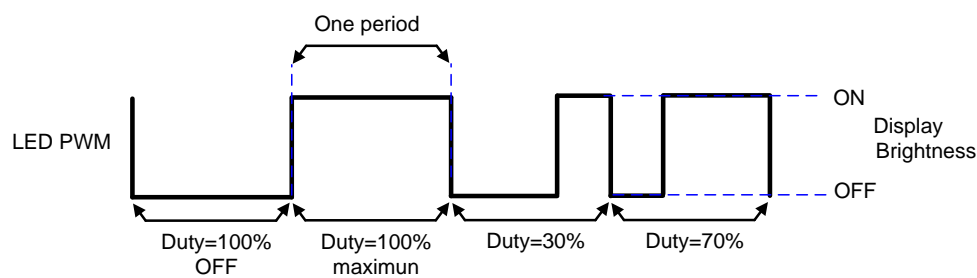 One period
ON
LED PWM
Display
Brightness
OFF
Duty=100%
OFF
Duty=100%
maximun
Duty=30%
Duty=70%